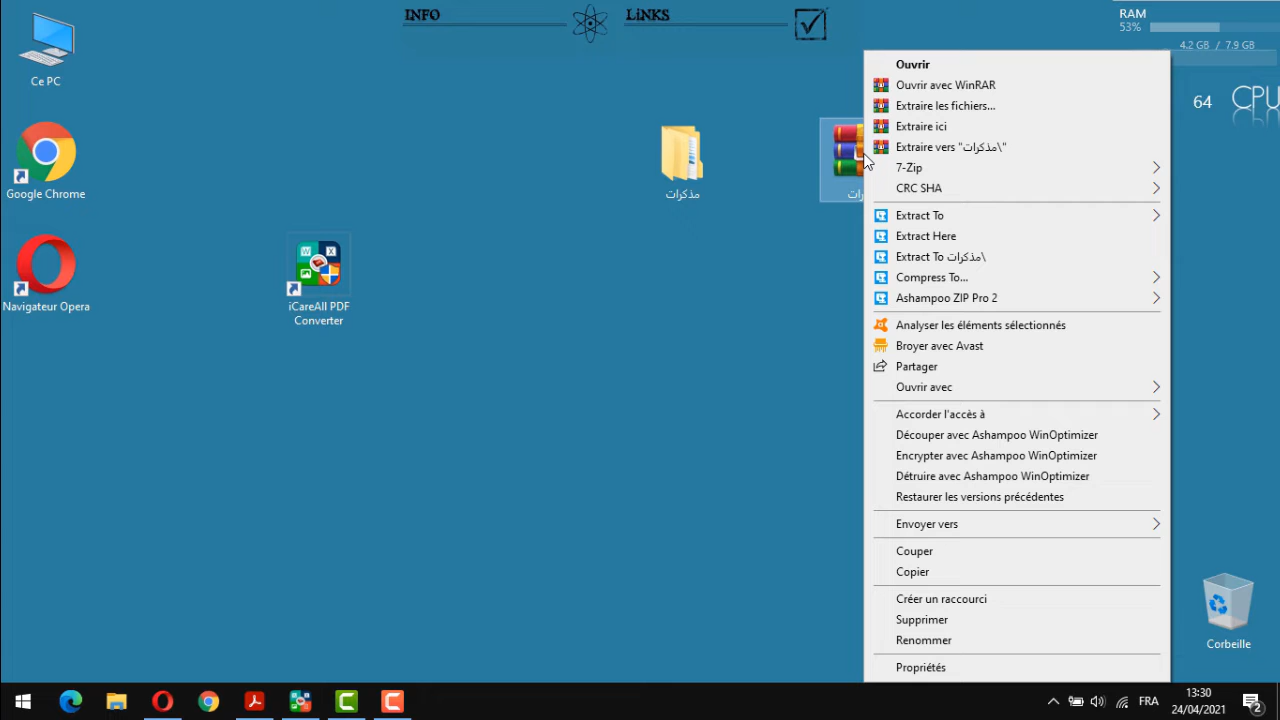 INFO
LiNKS
RAM
53%
4.2 GB / 7.9 GB
64 CPU
Ce PC
Google Chrome
Navigateur Opera
iCareAll PDF
Converter
مذكرات
Ouvrir
Ouvrir avec WinRAR
Extraire les fichiers...
Extraire ici
Extraire vers "مذكرات\"
7-Zip
CRC SHA
Extract To
Extract Here
Extract To مذكرات\
Compress To...
Ashampoo ZIP Pro 2
Analyser les éléments sélectionnés
Broyer avec Avast
Partager
Ouvrir avec
Accorder l'accès à
Découper avec Ashampoo WinOptimizer
Encrypter avec Ashampoo WinOptimizer
Détruire avec Ashampoo WinOptimizer
Restaurer les versions précédentes
Envoyer vers
Couper
Copier
Créer un raccourci
Supprimer
Renommer
Propriétés
Corbeille
FRA
13:30
24/04/2021
2